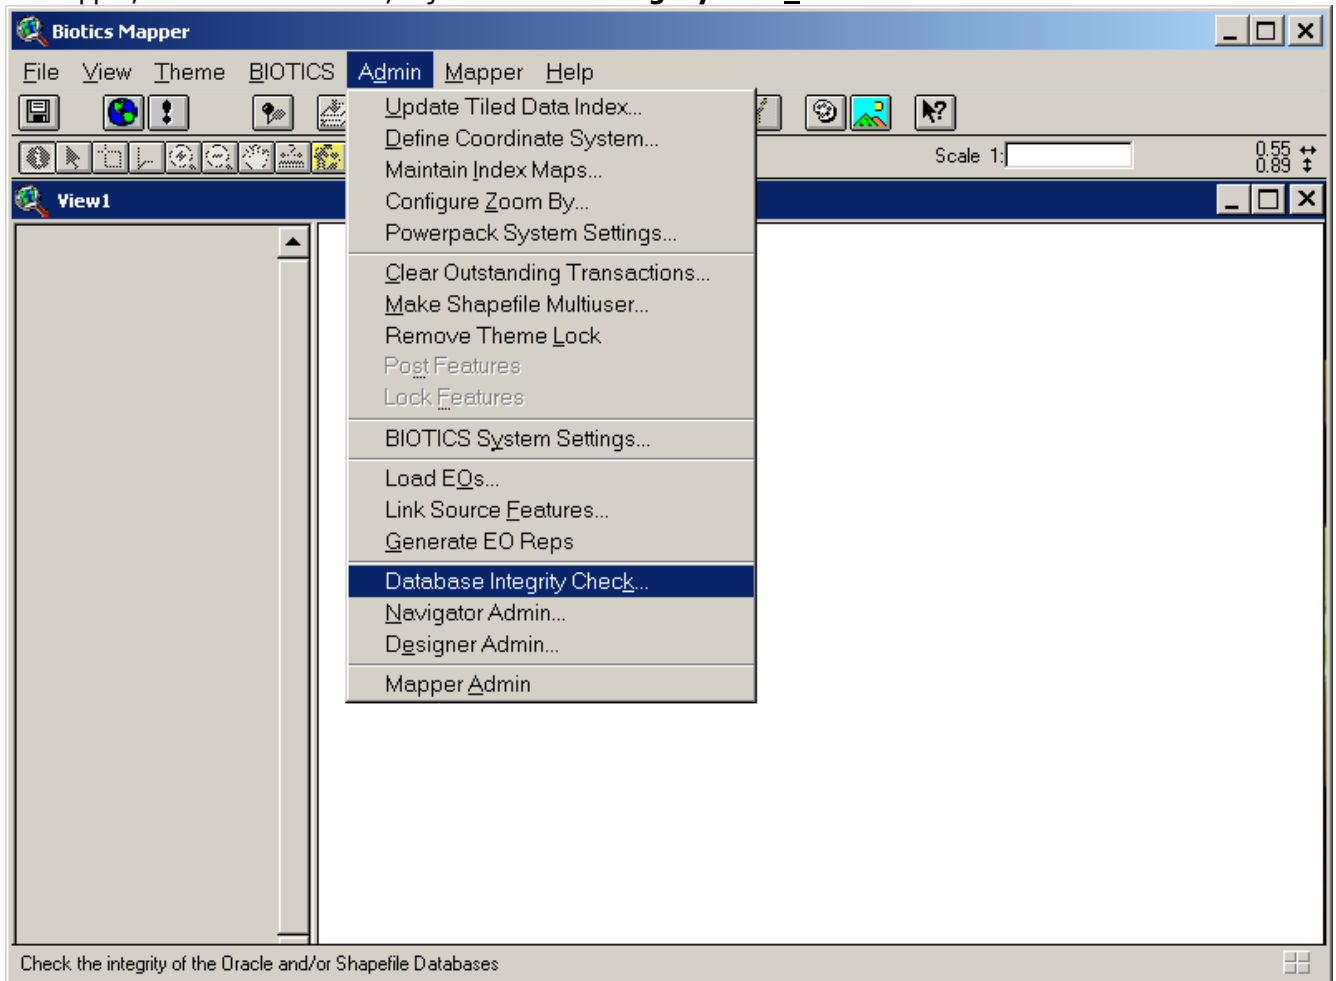 Biotics Mapper
File View Theme BIOTICS Admin Mapper Help
Update Tiled Data Index...
Define Coordinate System...
Maintain Index Maps...
Configure Zoom By...
Powerpack System Settings...
Clear Outstanding Transactions...
Make Shapefile Multiuser...
Remove Theme Lock
Post Features
Lock Features
BIOTICS System Settings...
Load EOs...
Link Source Features...
Generate EO Reps
Database Integrity Check...
Navigator Admin...
Designer Admin...
Mapper Admin
Scale 1:
0.55
0.89
View1
Check the integrity of the Oracle and/or Shapefile Databases